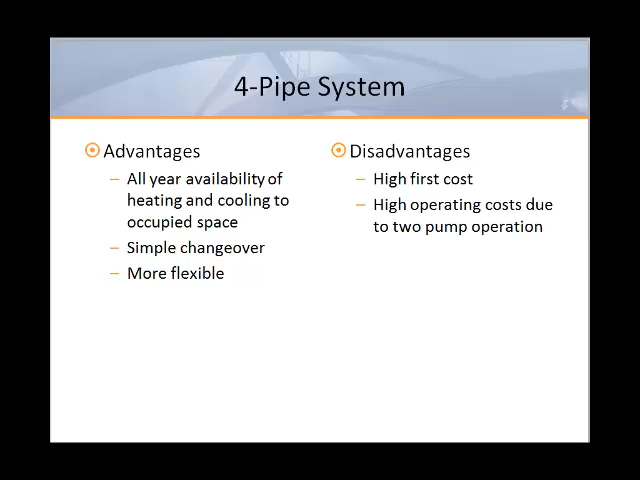 4-Pipe System
Advantages
– All year availability of
heating and cooling to
occupied space
– Simple changeover
– More flexible
Disadvantages
– High first cost
– High operating costs due
to two pump operation